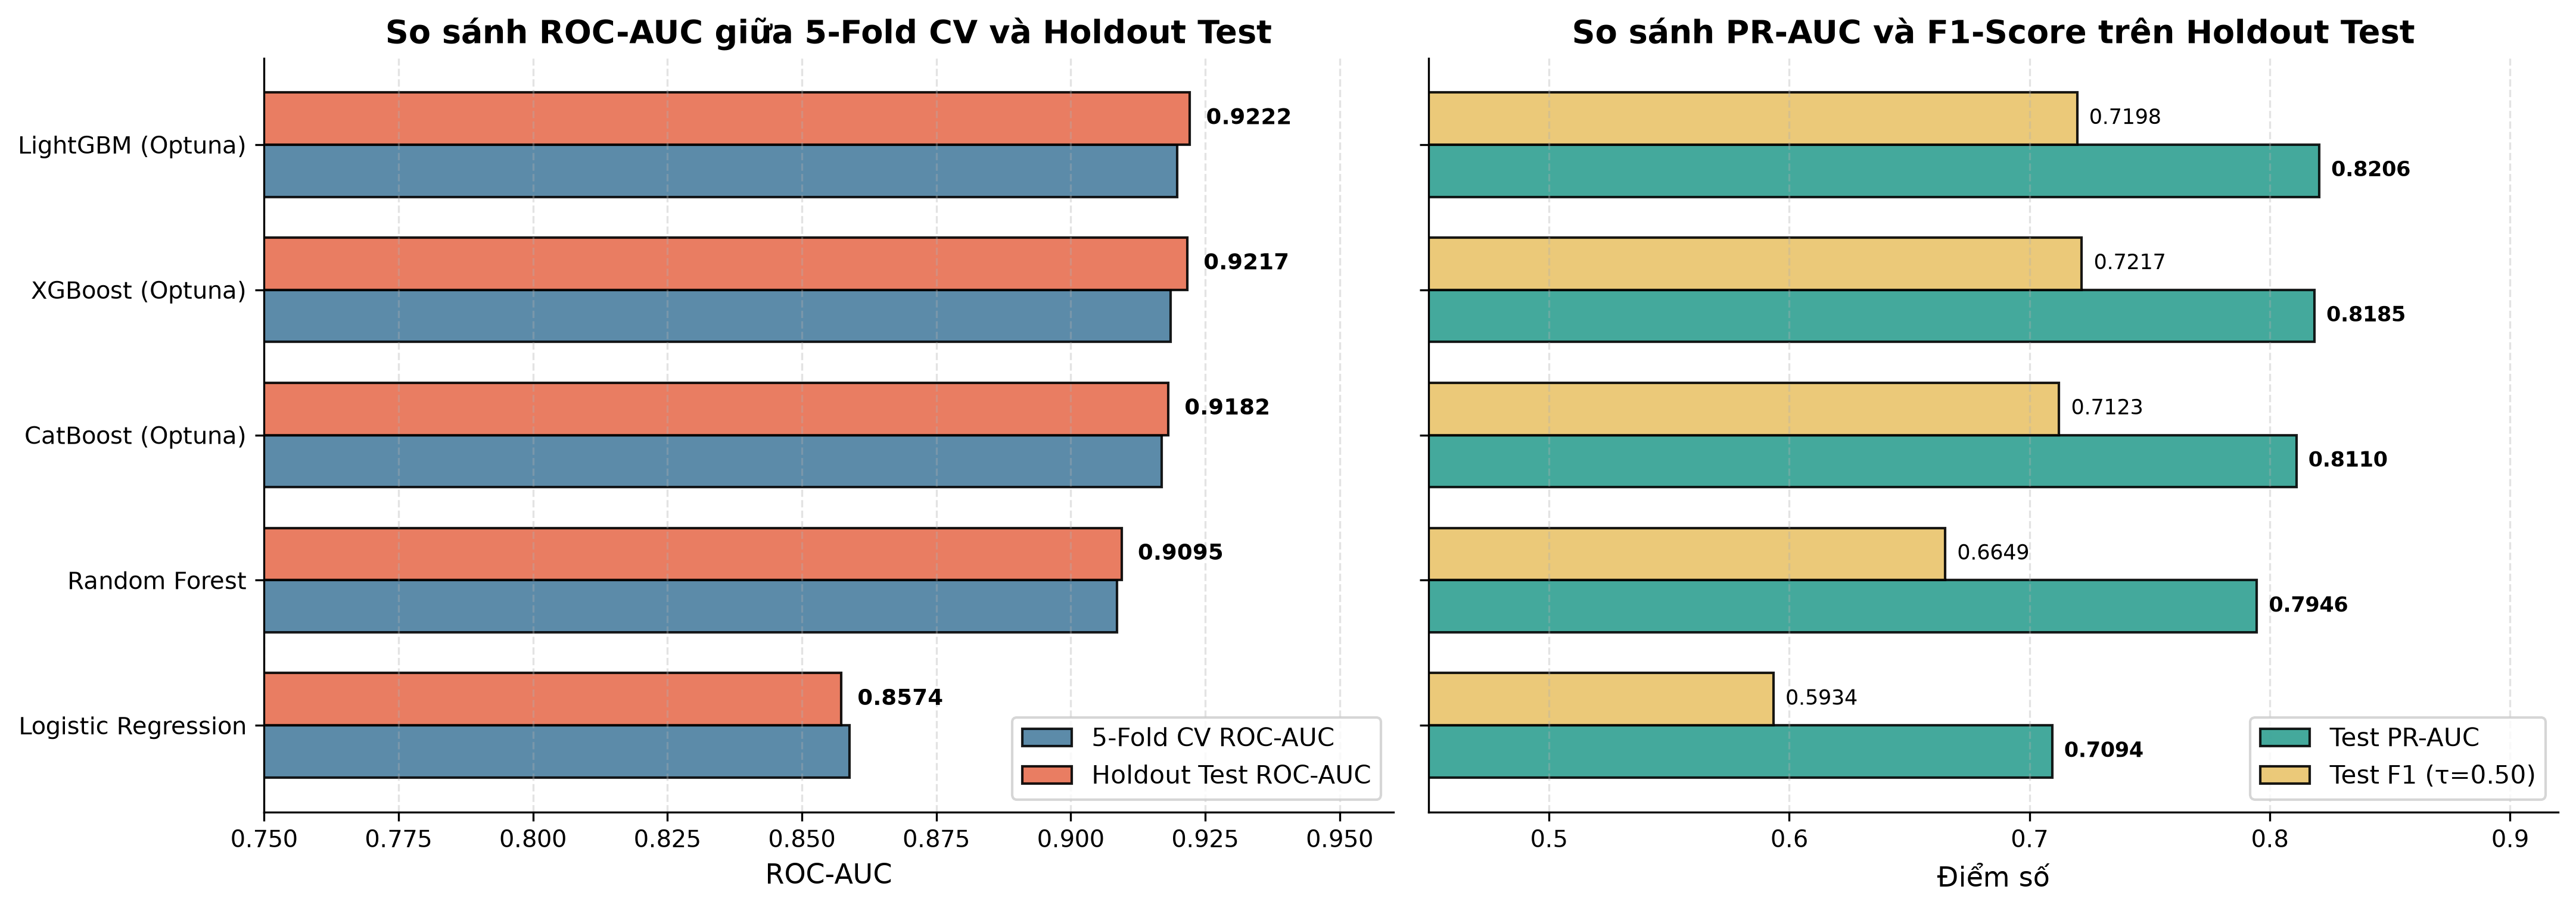 So sánh ROC-AUC giữa 5-Fold CV và Holdout Test
LightGBM (Optuna)
XGBoost (Optuna)
CatBoost (Optuna)
Random Forest
Logistic Regression
0.9222
0.9217
0.9182
0.9095
0.8574
5-Fold CV ROC-AUC
Holdout Test ROC-AUC
0.750 0.775 0.800 0.825 0.850 0.875 0.900 0.925 0.950
ROC-AUC
So sánh PR-AUC và F1-Score trên Holdout Test
0.7198
0.8206
0.7217
0.8185
0.7123
0.8110
0.6649
0.7946
0.5934
0.7094
Test PR-AUC
Test F1 (τ=0.50)
0.5 0.6 0.7 0.8 0.9
Điểm số